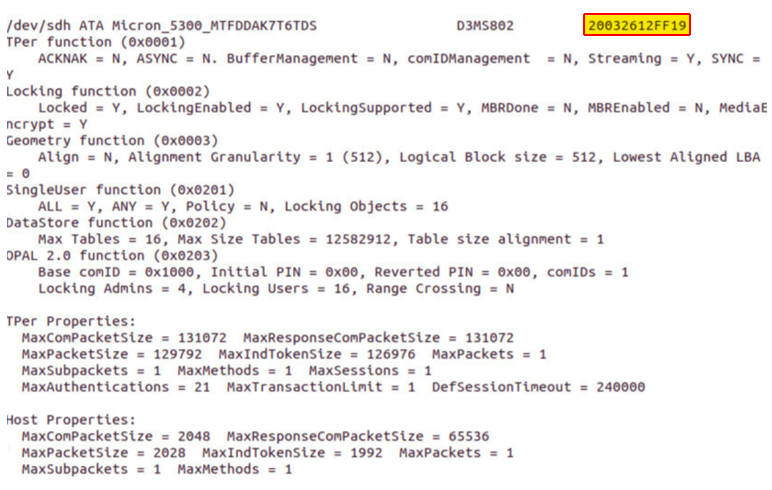 /dev/sdh ATA Micron_5300_MTFDDAK7T6TDS D3MS802 20032612FF19
TPer function (0x0001)
ACKNAK = N, ASYNC = N. BufferManagement = N, comIDManagement = N, Streaming = Y, SYNC =
Y
Locking function (0x0002)
Locked = Y, LockingEnabled = Y, LockingSupported = Y, MBRDone = N, MBREnabled = N, MediaE
ncrypt = Y
Geometry function (0x0003)
Align = N, Alignment Granularity = 1 (512), Logical Block size = 512, Lowest Aligned LBA
= 0
SingleUser function (0x0201)
ALL = Y, ANY = Y, Policy = N, Locking Objects = 16
DataStore function (0x0202)
Max Tables = 16, Max Size Tables = 12582912, Table size alignment = 1
OPAL 2.0 function (0x0203)
Base comID = 0x1000, Initial PIN = 0x00, Reverted PIN = 0x00, comIDs = 1
Locking Admins = 4, Locking Users = 16, Range Crossing = N
TPer Properties:
MaxComPacketSize = 131072 MaxResponseComPacketSize = 131072
MaxPacketSize = 129792 MaxIndTokenSize = 126976 MaxPackets = 1
MaxSubpackets = 1 MaxMethods = 1 MaxSessions = 1
MaxAuthentications = 21 MaxTransactionLimit = 1 DefSessionTimeout = 240000
Host Properties:
MaxComPacketSize = 2048 MaxResponseComPacketSize = 65536
MaxPacketSize = 2028 MaxIndTokenSize = 1992 MaxPackets = 1
MaxSubpackets = 1 MaxMethods = 1